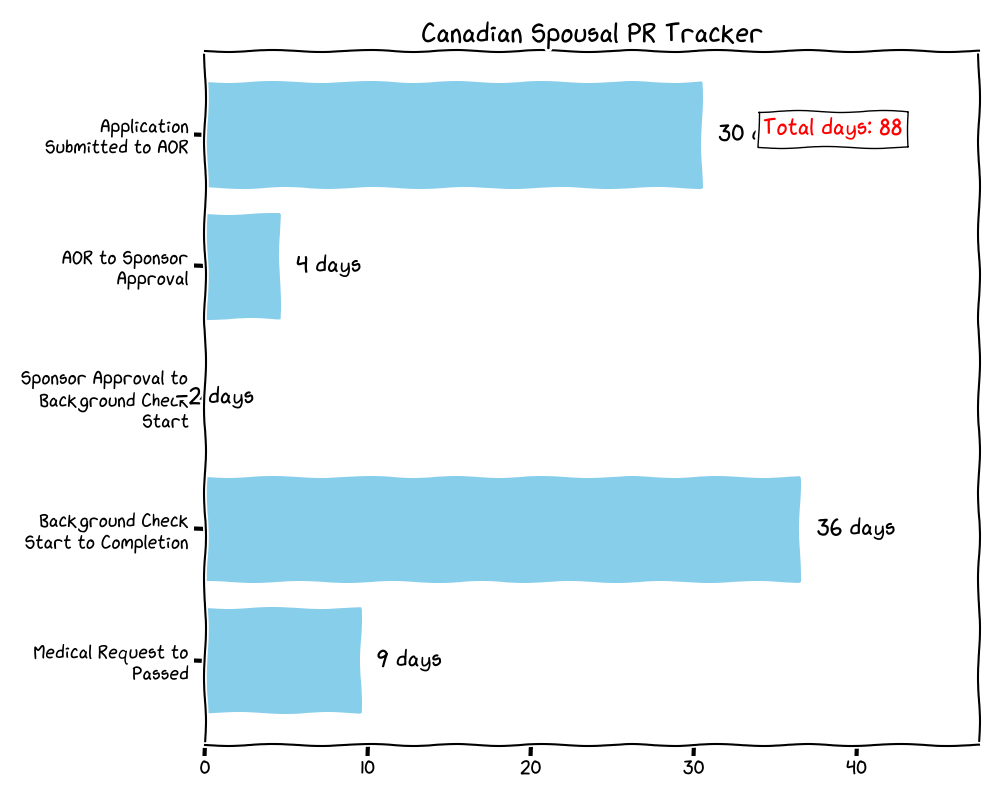 Canadian Spousal PR Tracker
Application
Submitted to AOR
30
Total days: 88
AOR to Sponsor
Approval
4 days
Sponsor Approval to
Background Check
Start
-2 days
Background Check
Start to Completion
36 days
Medical Request to
Passed
9 days
0 10 20 30 40